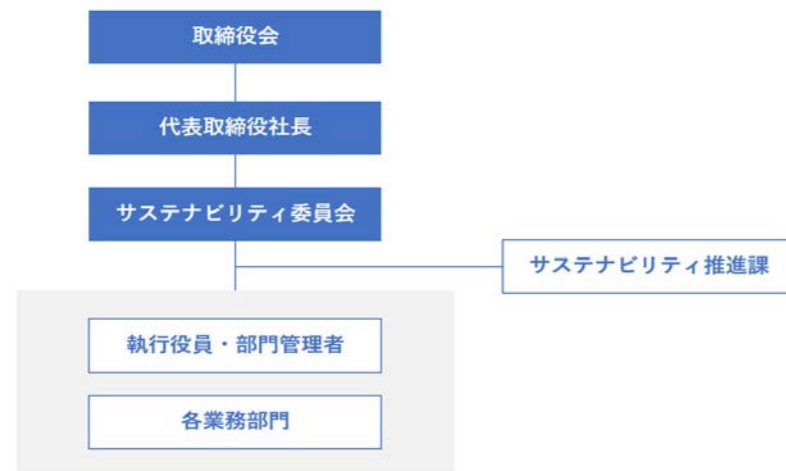 取締役会
代表取締役社長
サステナビリティ委員会
サステナビリティ推進課
執行役員・部門管理者
各業務部門